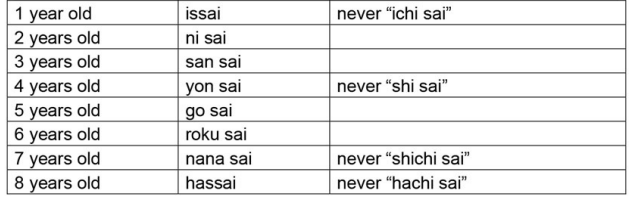 1 year old issai never “ichi sai”
2 years old ni sai
3 years old san sai
4 years old yon sai never “shi sai”
5 years old go sai
6 years old roku sai
7 years old nana sai never “shichi sai”
8 years old hassai never “hachi sai”